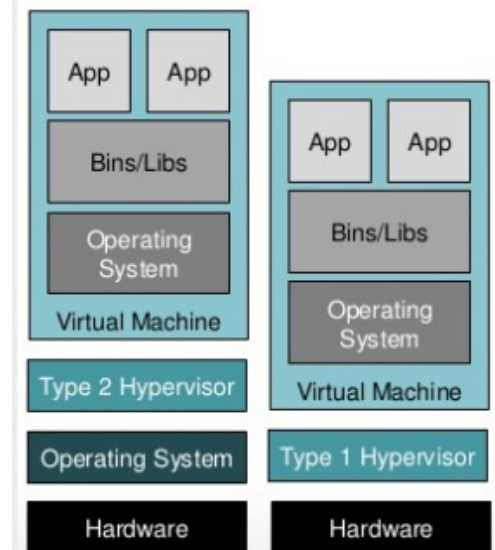 App
App
Bins/Libs
Operating
System
Virtual Machine
Type 2 Hypervisor
Operating System
Hardware
App
App
Bins/Libs
Operating
System
Virtual Machine
Type 1 Hypervisor
Hardware